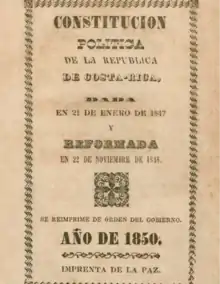 CONSTITUCION
POLITICA
DE LA REPUBLICA
DE COSTA-RICA,
DADA
EN 21 DE ENERO DE 1847
Y
REFORMADA
EN 22 DE NOVIEMBRE DE 1848.
SE REIMPRIME DE ORDEN DEL GOBIERNO.
AÑO DE 1850.
IMPRENTA DE LA PAZ.